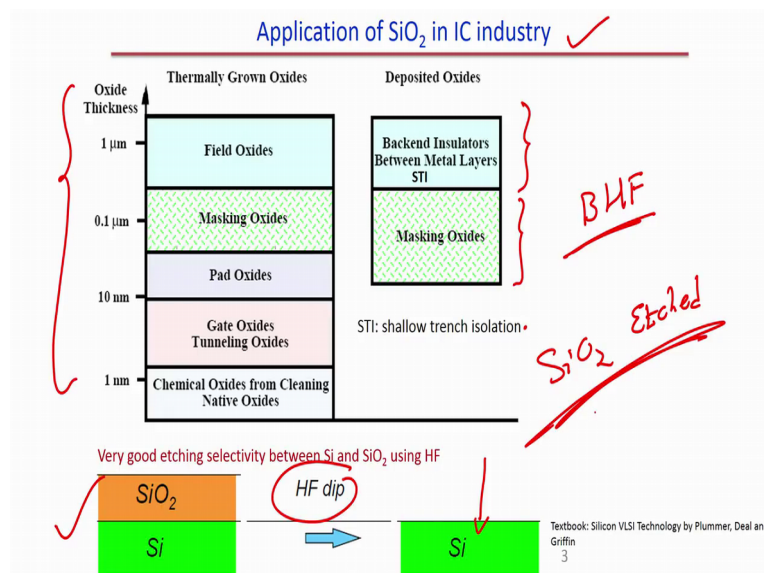 Application of SiO2 in IC industry
Oxide
Thickness
Thermally Grown Oxides
Deposited Oxides
1 µm
Field Oxides
Backend Insulators
Between Metal Layers
STI
0.1 µm
Masking Oxides
Masking Oxides
BHF
Pad Oxides
10 nm
Gate Oxides
Tunneling Oxides
STI: shallow trench isolation
SiO2 Etched
1 nm
Chemical Oxides from Cleaning
Native Oxides
Very good etching selectivity between Si and SiO2 using HF
SiO2
HF dip
Si
Si
Textbook: Silicon VLSI Technology by Plummer, Deal an
Griffin
3